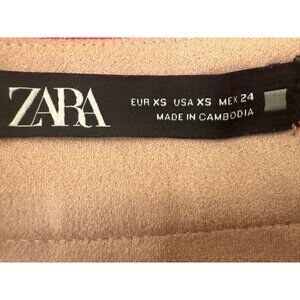 ZARA
EUR XS USA XS MEX 24
MADE IN CAMBODIA